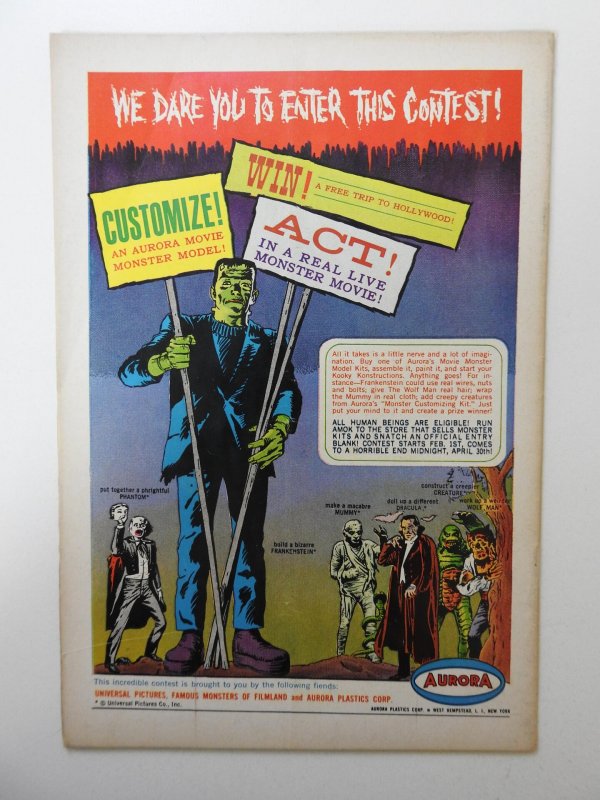 WE DARE YOU TO ENTER THIS CONTEST!
WIN! A FREE TRIP TO HOLLYWOOD!
CUSTOMIZE!
AN AURORA MOVIE
MONSTER MODEL!
ACT!
IN A REAL LIVE
MONSTER MOVIE!
All it takes is a little nerve and a lot of imagi-
nation. Buy one of Aurora's Movie Monster
Model Kits, assemble it, paint it, and start your
Kooky Konstructions. Anything goes! For in-
stance—Frankenstein could use real wires, nuts
and bolts; give The Wolf Man real hair; wrap
the Mummy in real cloth; add creepy creatures
from Aurora's "Monster Customizing Kit." Just
put your mind to it and create a prize winner!
ALL HUMAN BEINGS ARE ELIGIBLE! RUN
AMOK TO THE STORE THAT SELLS MONSTER
KITS AND SNATCH AN OFFICIAL ENTRY
BLANK! CONTEST STARTS FEB. 1ST, COMES
TO A HORRIBLE END MIDNIGHT, APRIL 30th!
put together a phrightful
PHANTOM*
build a bizarre
FRANKENSTEIN*
make a macabre
MUMMY*
doll up a different
DRACULA*
construct a creepier
CREATURE*
work up a weirder
WOLF MAN*
AURORA
This incredible contest is brought to you by the following fiends:
UNIVERSAL PICTURES, FAMOUS MONSTERS OF FILMLAND and AURORA PLASTICS CORP.
* © Universal Pictures Co., Inc.
AURORA PLASTICS CORP. WEST HEMPSTEAD, L. I., NEW YORK